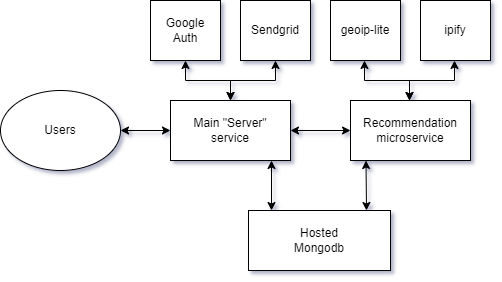 Google
Auth
Sendgrid
geoip-lite
ipify
Users
Main "Server"
service
Recommendation
microservice
Hosted
Mongodb